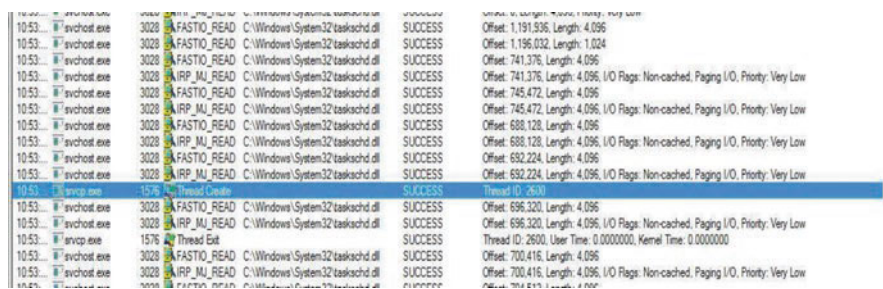 10:53:... svchost.exe 3028 FASTIO_READ C:\Windows\System32\taskschd.dll SUCCESS Offset: 1,191,936, Length: 4,096
10:53:... svchost.exe 3028 FASTIO_READ C:\Windows\System32\taskschd.dll SUCCESS Offset: 1,196,032, Length: 1,024
10:53:... svchost.exe 3028 FASTIO_READ C:\Windows\System32\taskschd.dll SUCCESS Offset: 741,376, Length: 4,096
10:53:... svchost.exe 3028 IRP_MJ_READ C:\Windows\System32\taskschd.dll SUCCESS Offset: 741,376, Length: 4,096, I/O Flags: Non-cached, Paging I/O, Priority: Very Low
10:53:... svchost.exe 3028 FASTIO_READ C:\Windows\System32\taskschd.dll SUCCESS Offset: 745,472, Length: 4,096
10:53:... svchost.exe 3028 IRP_MJ_READ C:\Windows\System32\taskschd.dll SUCCESS Offset: 745,472, Length: 4,096, I/O Flags: Non-cached, Paging I/O, Priority: Very Low
10:53:... svchost.exe 3028 FASTIO_READ C:\Windows\System32\taskschd.dll SUCCESS Offset: 688,128, Length: 4,096
10:53:... svchost.exe 3028 IRP_MJ_READ C:\Windows\System32\taskschd.dll SUCCESS Offset: 688,128, Length: 4,096, I/O Flags: Non-cached, Paging I/O, Priority: Very Low
10:53:... svchost.exe 3028 FASTIO_READ C:\Windows\System32\taskschd.dll SUCCESS Offset: 692,224, Length: 4,096
10:53:... svchost.exe 3028 IRP_MJ_READ C:\Windows\System32\taskschd.dll SUCCESS Offset: 692,224, Length: 4,096, I/O Flags: Non-cached, Paging I/O, Priority: Very Low
10:53:... srvcp.exe 1576 Thread Create SUCCESS Thread ID: 2600
10:53:... svchost.exe 3028 FASTIO_READ C:\Windows\System32\taskschd.dll SUCCESS Offset: 696,320, Length: 4,096
10:53:... svchost.exe 3028 IRP_MJ_READ C:\Windows\System32\taskschd.dll SUCCESS Offset: 696,320, Length: 4,096, I/O Flags: Non-cached, Paging I/O, Priority: Very Low
10:53:... srvcp.exe 1576 Thread Exit SUCCESS Thread ID: 2600, User Time: 0.0000000, Kernel Time: 0.0000000
10:53:... svchost.exe 3028 FASTIO_READ C:\Windows\System32\taskschd.dll SUCCESS Offset: 700,416, Length: 4,096
10:53:... svchost.exe 3028 IRP_MJ_READ C:\Windows\System32\taskschd.dll SUCCESS Offset: 700,416, Length: 4,096, I/O Flags: Non-cached, Paging I/O, Priority: Very Low